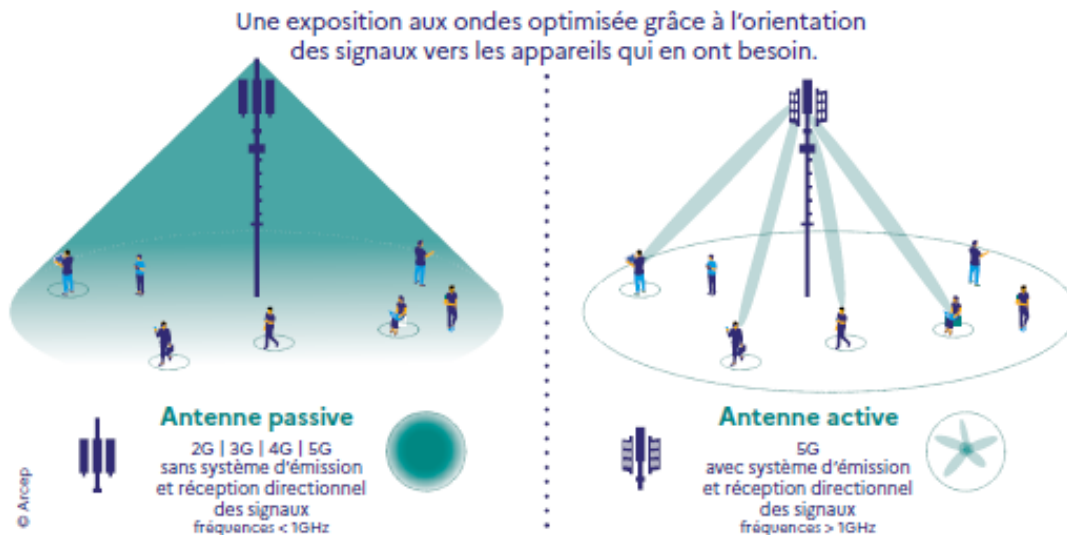 Une exposition aux ondes optimisée grâce à l'orientation
des signaux vers les appareils qui en ont besoin.
Antenne passive
2G | 3G | 4G | 5G
sans système d'émission
et réception directionnel
des signaux
fréquences < 1GHz
Antenne active
5G
avec système d'émission
et réception directionnel
des signaux
fréquences > 1GHz
© Arcep